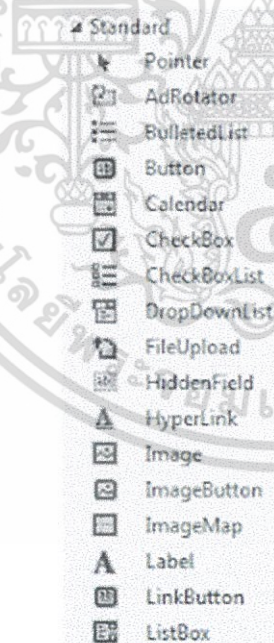 Standard
Pointer
AdRotator
BulletedList
Button
Calendar
CheckBox
CheckBoxList
DropDownList
FileUpload
HiddenField
HyperLink
Image
ImageButton
ImageMap
Label
LinkButton
ListBox